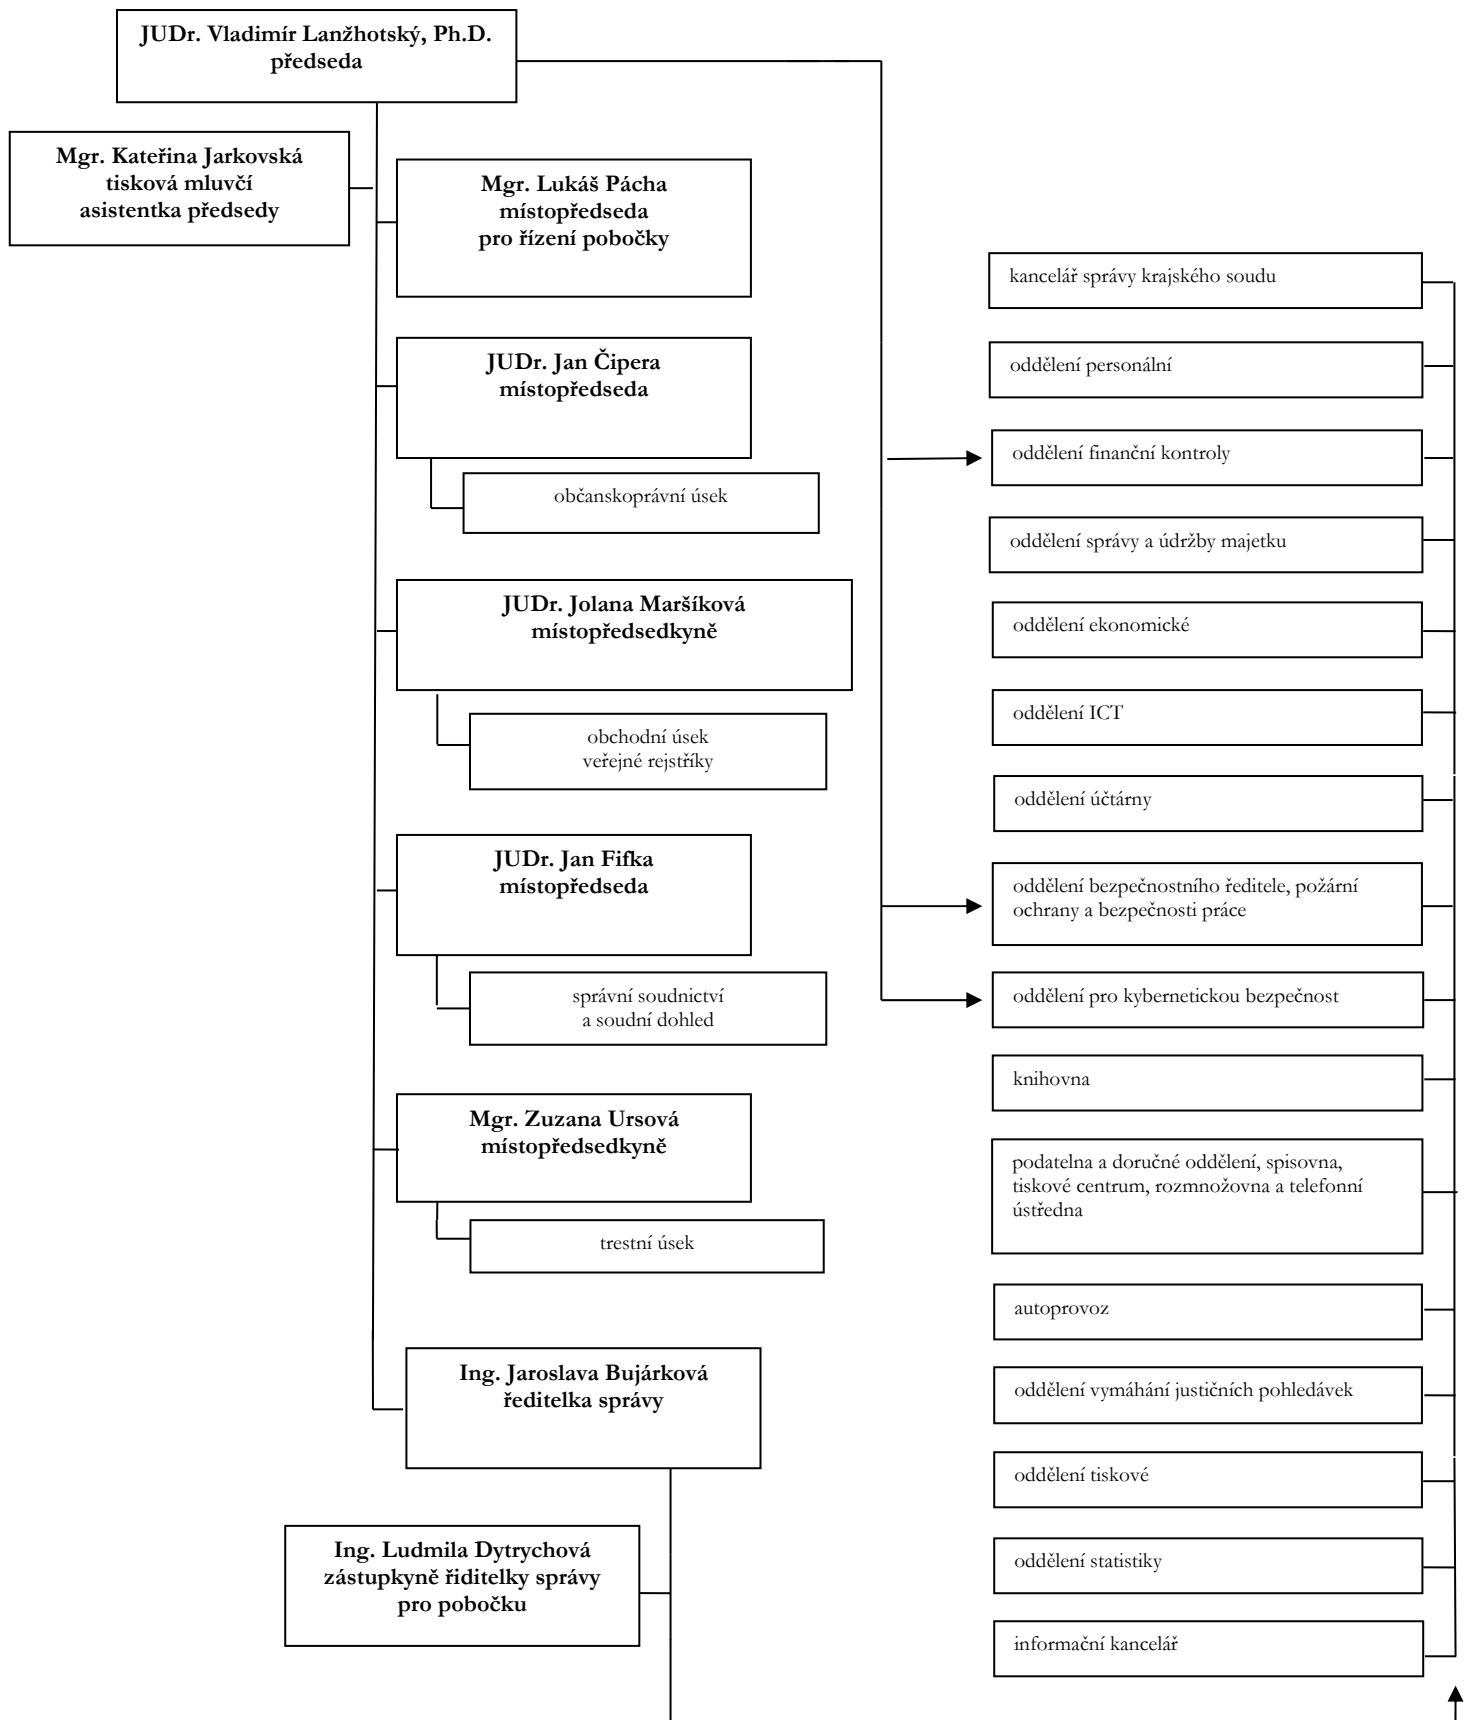 JUDr. Vladimír Lanžhotský, Ph.D.
předseda
Mgr. Kateřina Jarkovská
tisková mluvčí
asistentka předsedy
Mgr. Lukáš Pácha
místopředseda
pro řízení pobočky
JUDr. Jan Čipera
místopředseda
občanskoprávní úsek
JUDr. Jolana Maršíková
místopředsedkyně
obchodní úsek
veřejné rejstříky
JUDr. Jan Fifka
místopředseda
správní soudnictví
a soudní dohled
Mgr. Zuzana Ursová
místopředsedkyně
trestní úsek
Ing. Jaroslava Bujárková
ředitelka správy
Ing. Ludmila Dytrychová
zástupkyně řiditelky správy
pro pobočku
kancelář správy krajského soudu
oddělení personální
oddělení finanční kontroly
oddělení správy a údržby majetku
oddělení ekonomické
oddělení ICT
oddělení účtárny
oddělení bezpečnostního ředitele, požární
ochrany a bezpečnosti práce
oddělení pro kybernetickou bezpečnost
knihovna
podatelna a doručné oddělení, spisovna,
tiskové centrum, rozmnožovna a telefonní
ústředna
autoprovoz
oddělení vymáhání justičních pohledávek
oddělení tiskové
oddělení statistiky
informační kancelář